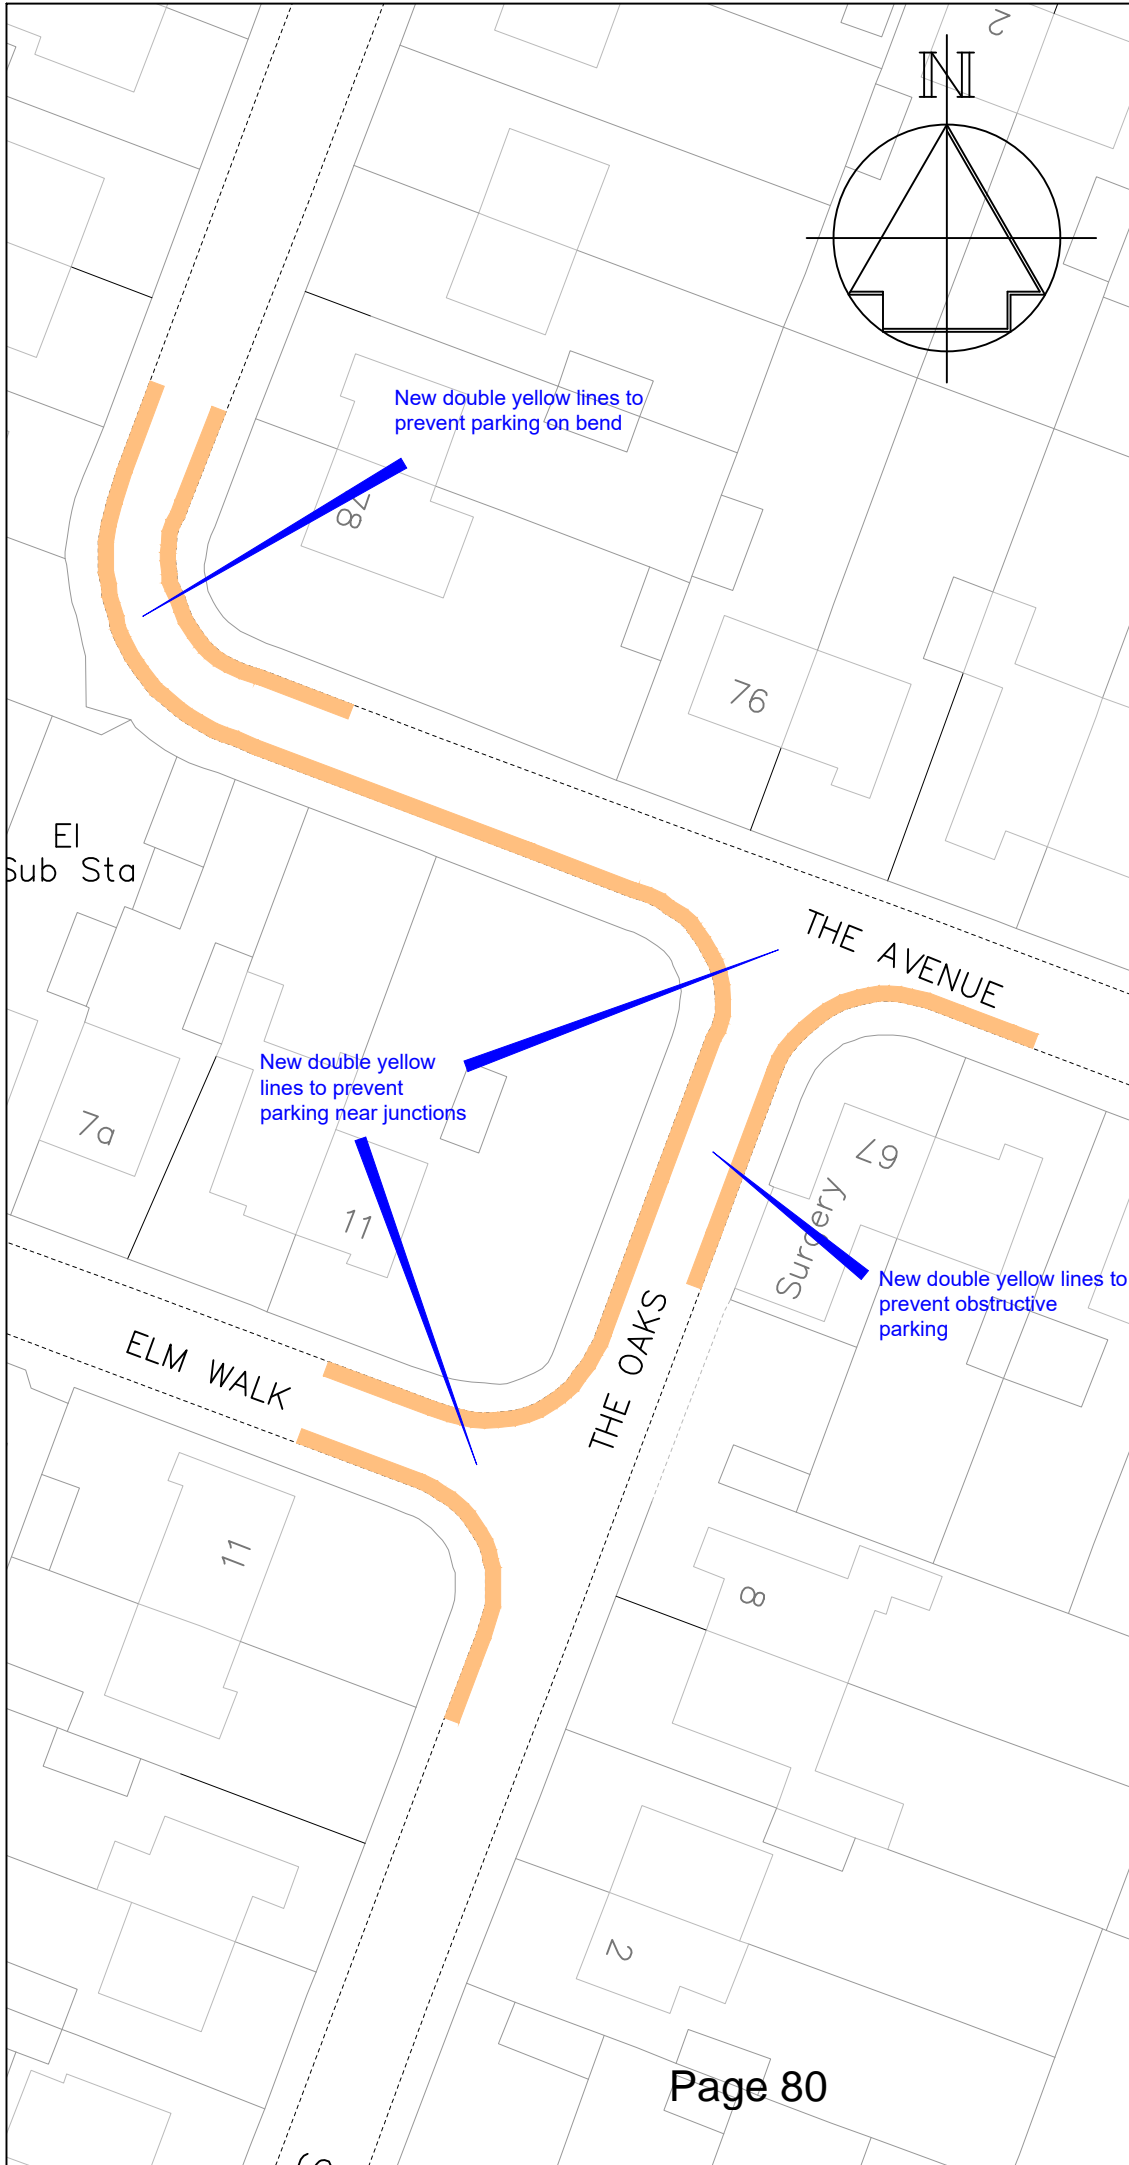 2
N
New double yellow lines to
prevent parking on bend
78
76
El
Sub Sta
THE AVENUE
New double yellow
lines to prevent
parking near junctions
7a
67
Surgery
11
New double yellow lines to
prevent obstructive
parking
THE OAKS
ELM WALK
11
8
2
Page 80